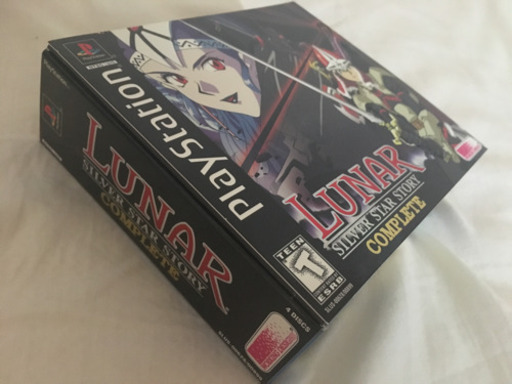 PlayStation
LUNAR
SILVER STAR STORY
COMPLETE
TEEN
T
ESRB
LUNAR
SILVER STAR STORY
COMPLETE
4 DISCS